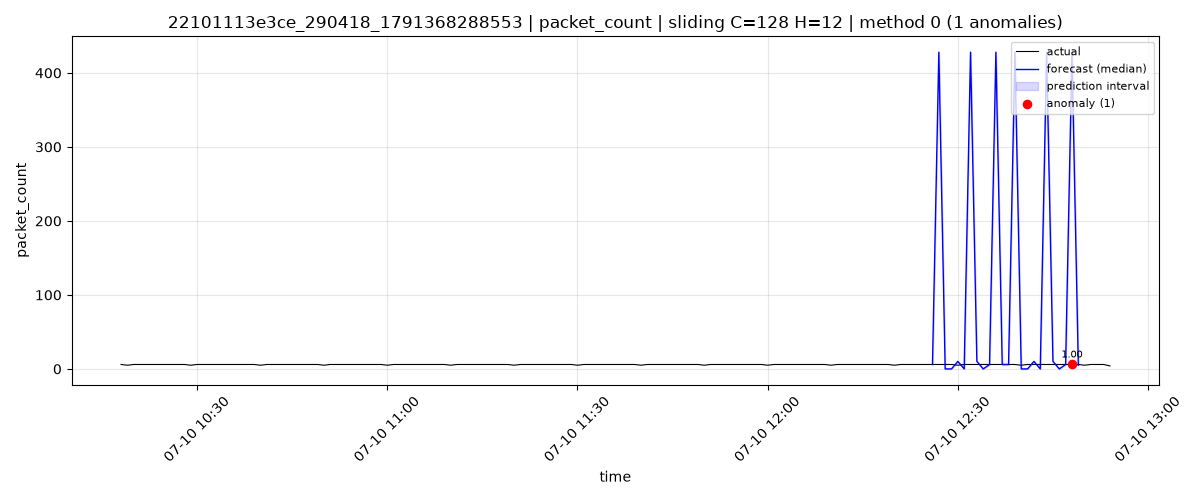 22101113e3ce_290418_1791368288553 | packet_count | sliding C=128 H=12 | method 0 (1 anomalies)
actual
forecast (median)
prediction interval
anomaly (1)
packet_count
400
300
200
100
0
1.00
07-10 10:30
07-10 11:00
07-10 11:30
07-10 12:00
07-10 12:30
07-10 13:00
time